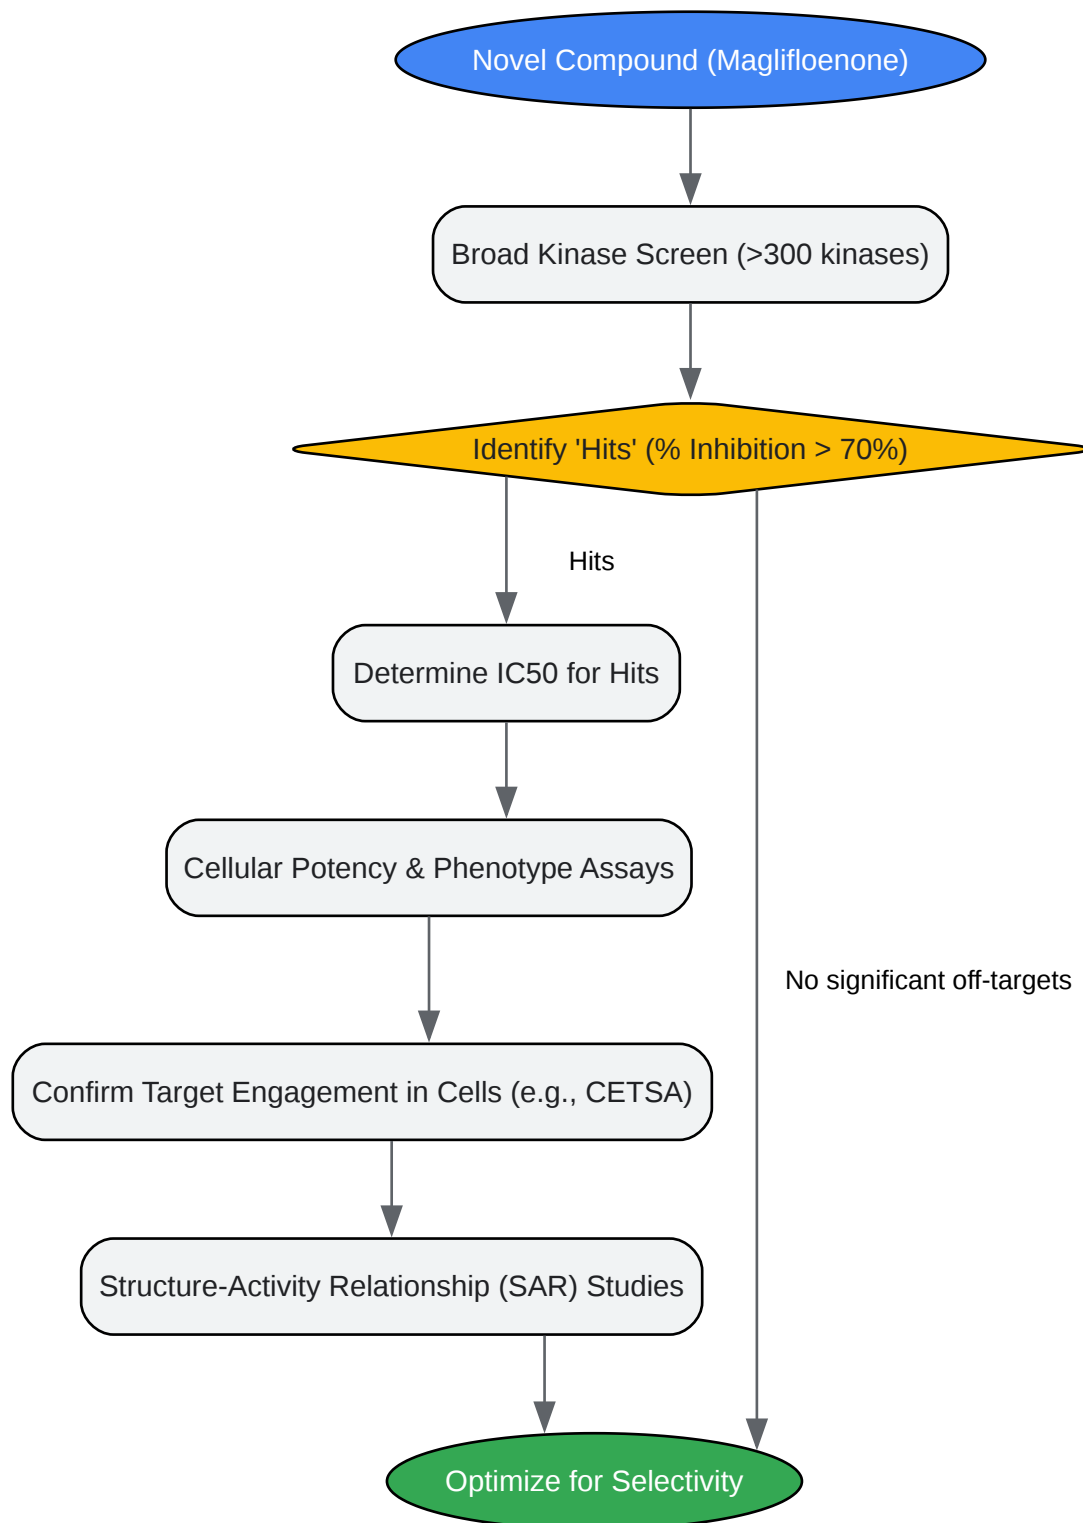 Novel Compound (Maglifloenone)
Broad Kinase Screen (>300 kinases)
Identify 'Hits' (% Inhibition > 70%)
Hits
Determine IC50 for Hits
Cellular Potency & Phenotype Assays
No significant off-targets
Confirm Target Engagement in Cells (e.g., CETSA)
Structure-Activity Relationship (SAR) Studies
Optimize for Selectivity